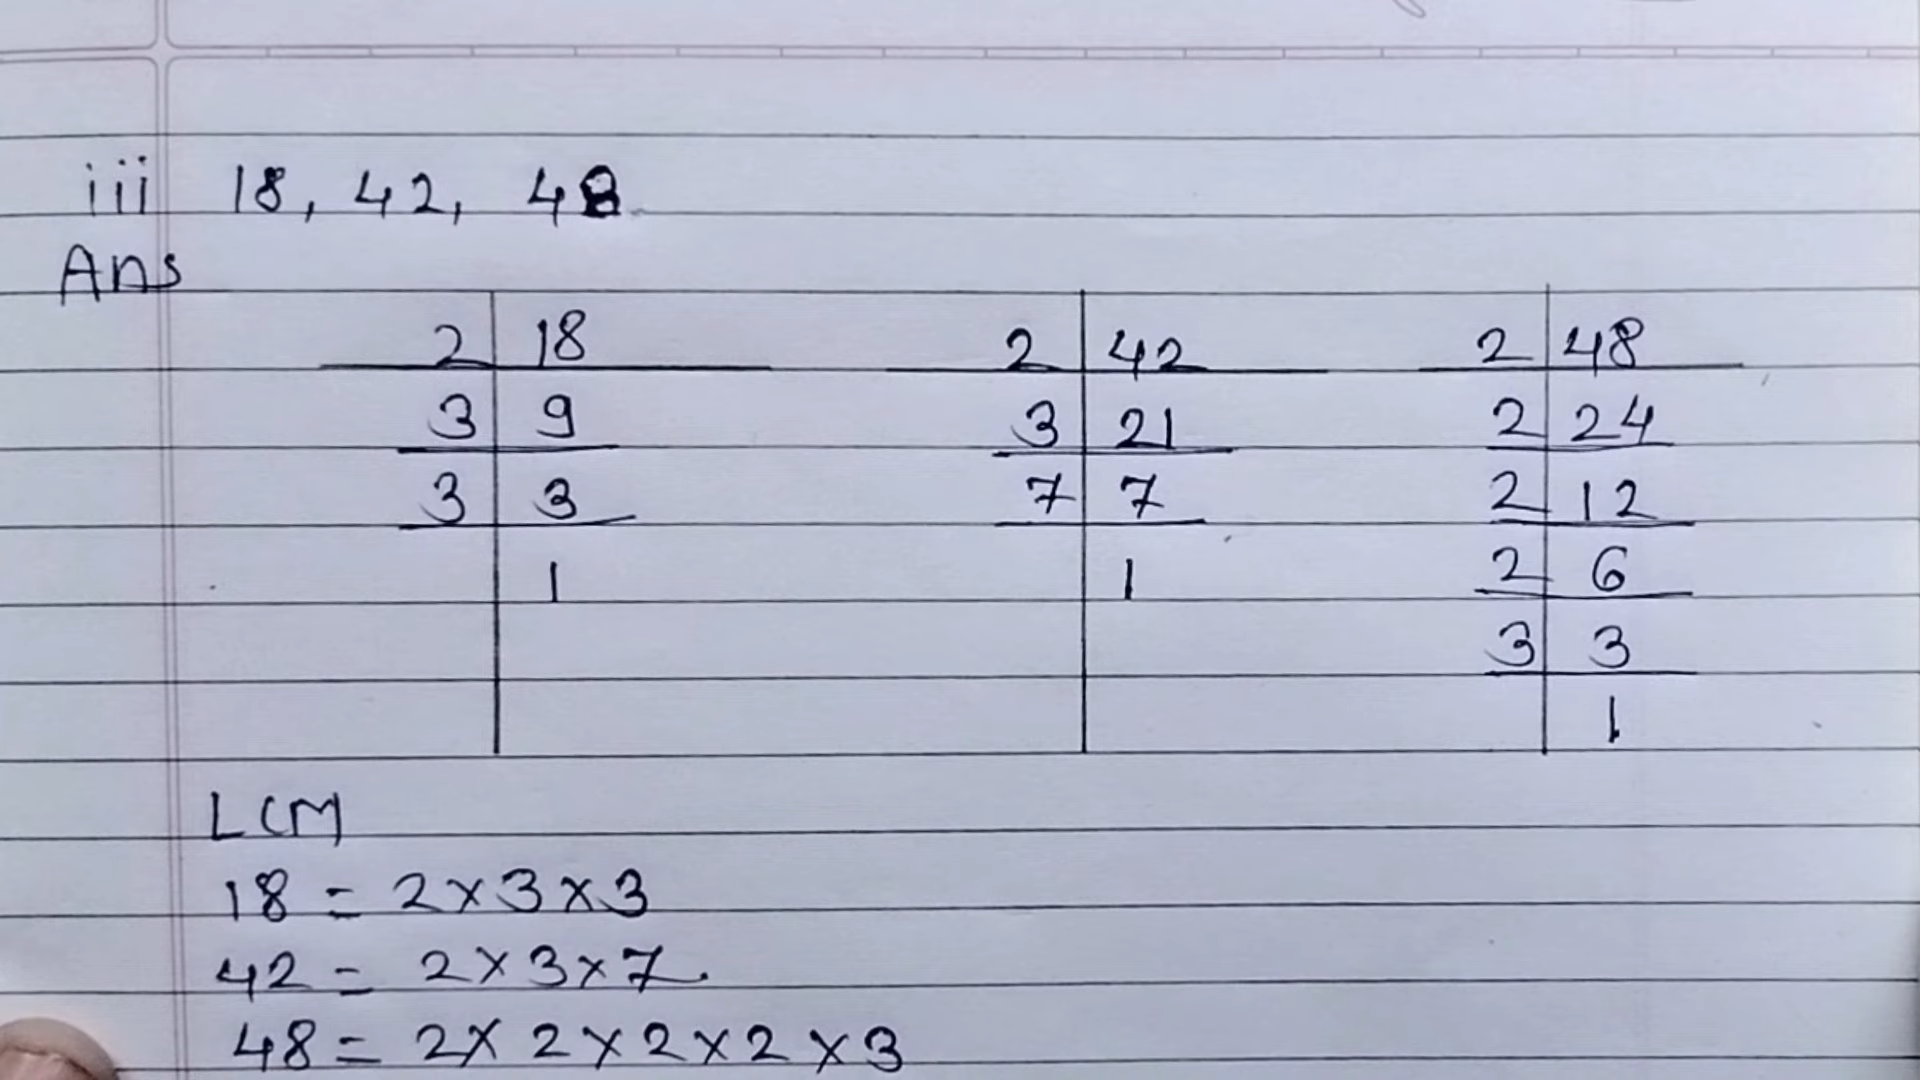 iii 18, 42, 48
Ans
2 18 2 42 2 48
3 9 3 21 2 24
3 3 7 7 2 12
1 1 2 6
3 3
1
LCM
18 = 2×3×3
42 = 2×3×7.
48 = 2×2×2×2×3